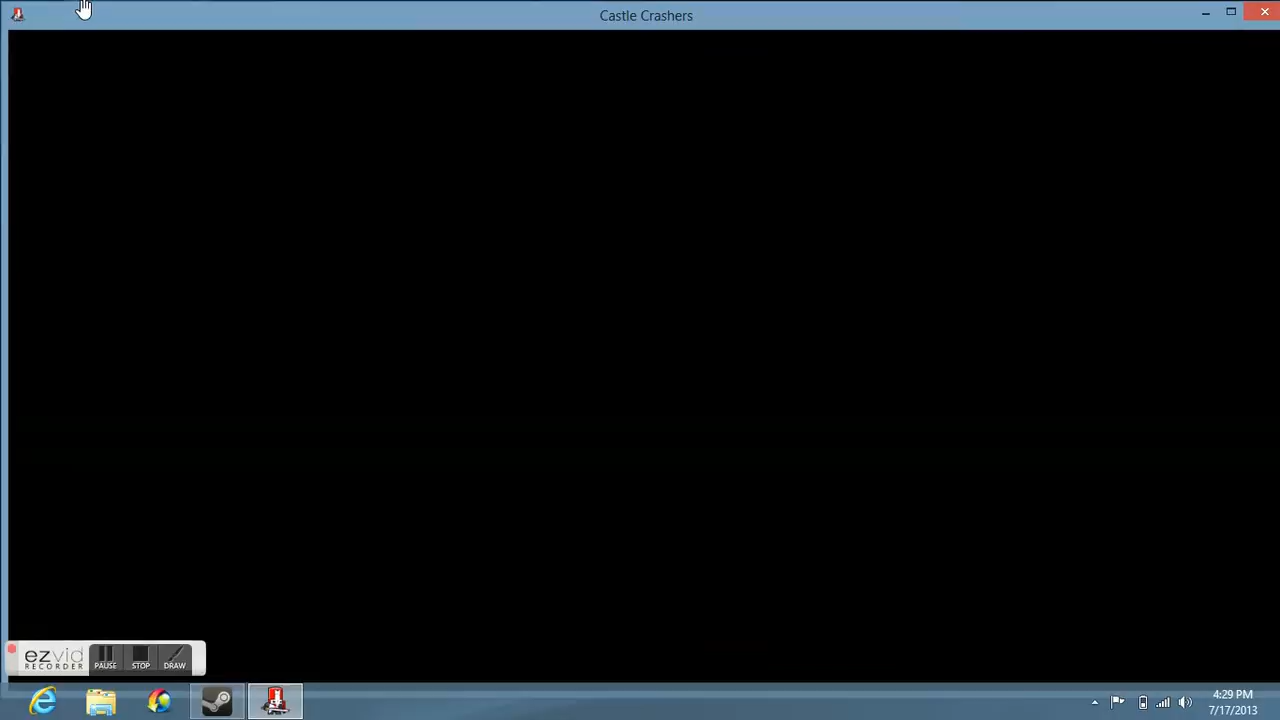 Castle Crashers
ezvid
RECORDER
PAUSE
STOP
DRAW
4:29 PM
7/17/2013